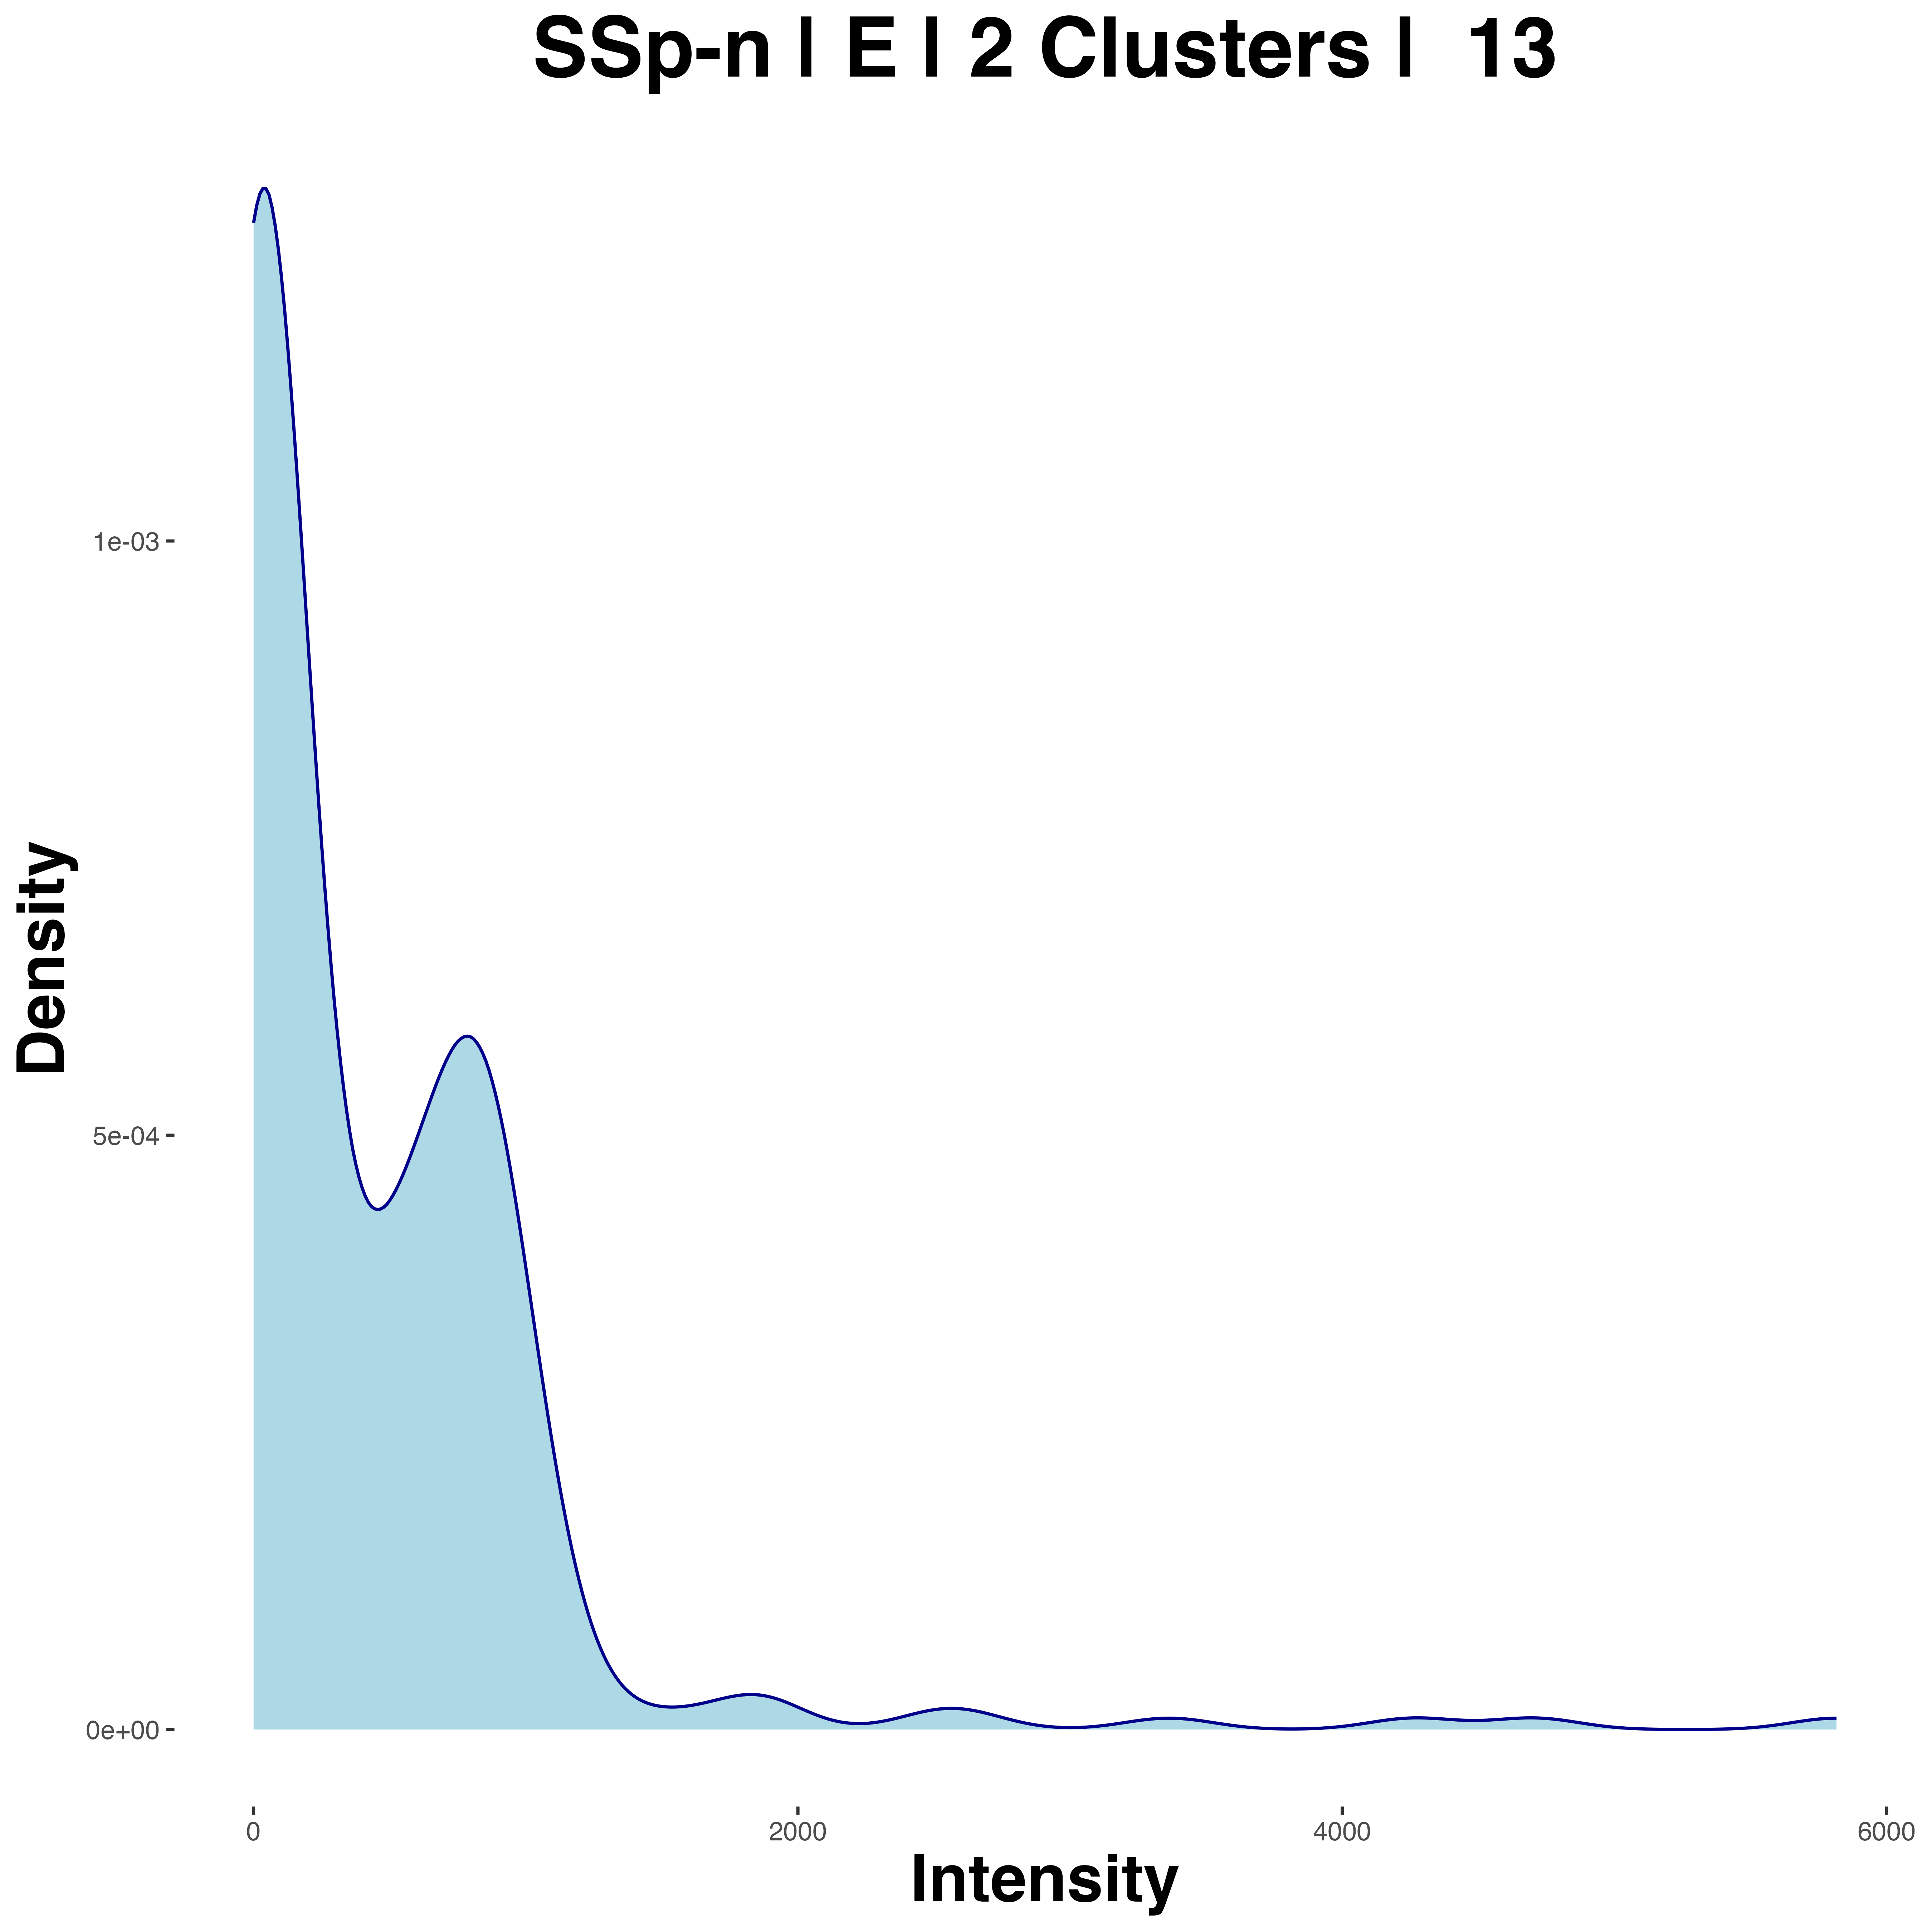 SSp-n | E | 2 Clusters |  13
Density
1e-03
5e-04
0e+00
0
2000
4000
6000
Intensity